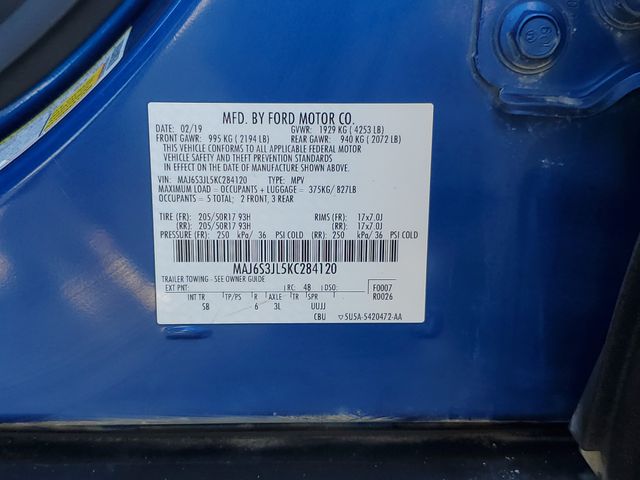 MFD. BY FORD MOTOR CO.
DATE: 02/19 GVWR: 1929 KG ( 4253 LB)
FRONT GAWR: 995 KG ( 2194 LB) REAR GAWR: 940 KG ( 2072 LB)
THIS VEHICLE CONFORMS TO ALL APPLICABLE FEDERAL MOTOR
VEHICLE SAFETY AND THEFT PREVENTION STANDARDS
IN EFFECT ON THE DATE OF MANUFACTURE SHOWN ABOVE.
VIN: MAJ6S3JL5KC284120 TYPE: MPV
MAXIMUM LOAD = OCCUPANTS + LUGGAGE = 375KG/ 827LB
OCCUPANTS = 5 TOTAL; 2 FRONT, 3 REAR
TIRE (FR): 205/50R17 93H RIMS (FR): 17x7.0J
(RR): 205/50R17 93H (RR): 17x7.0J
PRESSURE (FR): 250 kPa/ 36 PSI COLD (RR) 250 kPa/ 36 PSI COLD
MAJ6S3JL5KC284120
TRAILER TOWING - SEE OWNER GUIDE
EXT PNT: RC: 48 DSO: F0007
R0026
INT TR TP/PS R AXLE TR SPR
SB 6 3L UUJJ
CBU ▽5U5A-5420472-AA